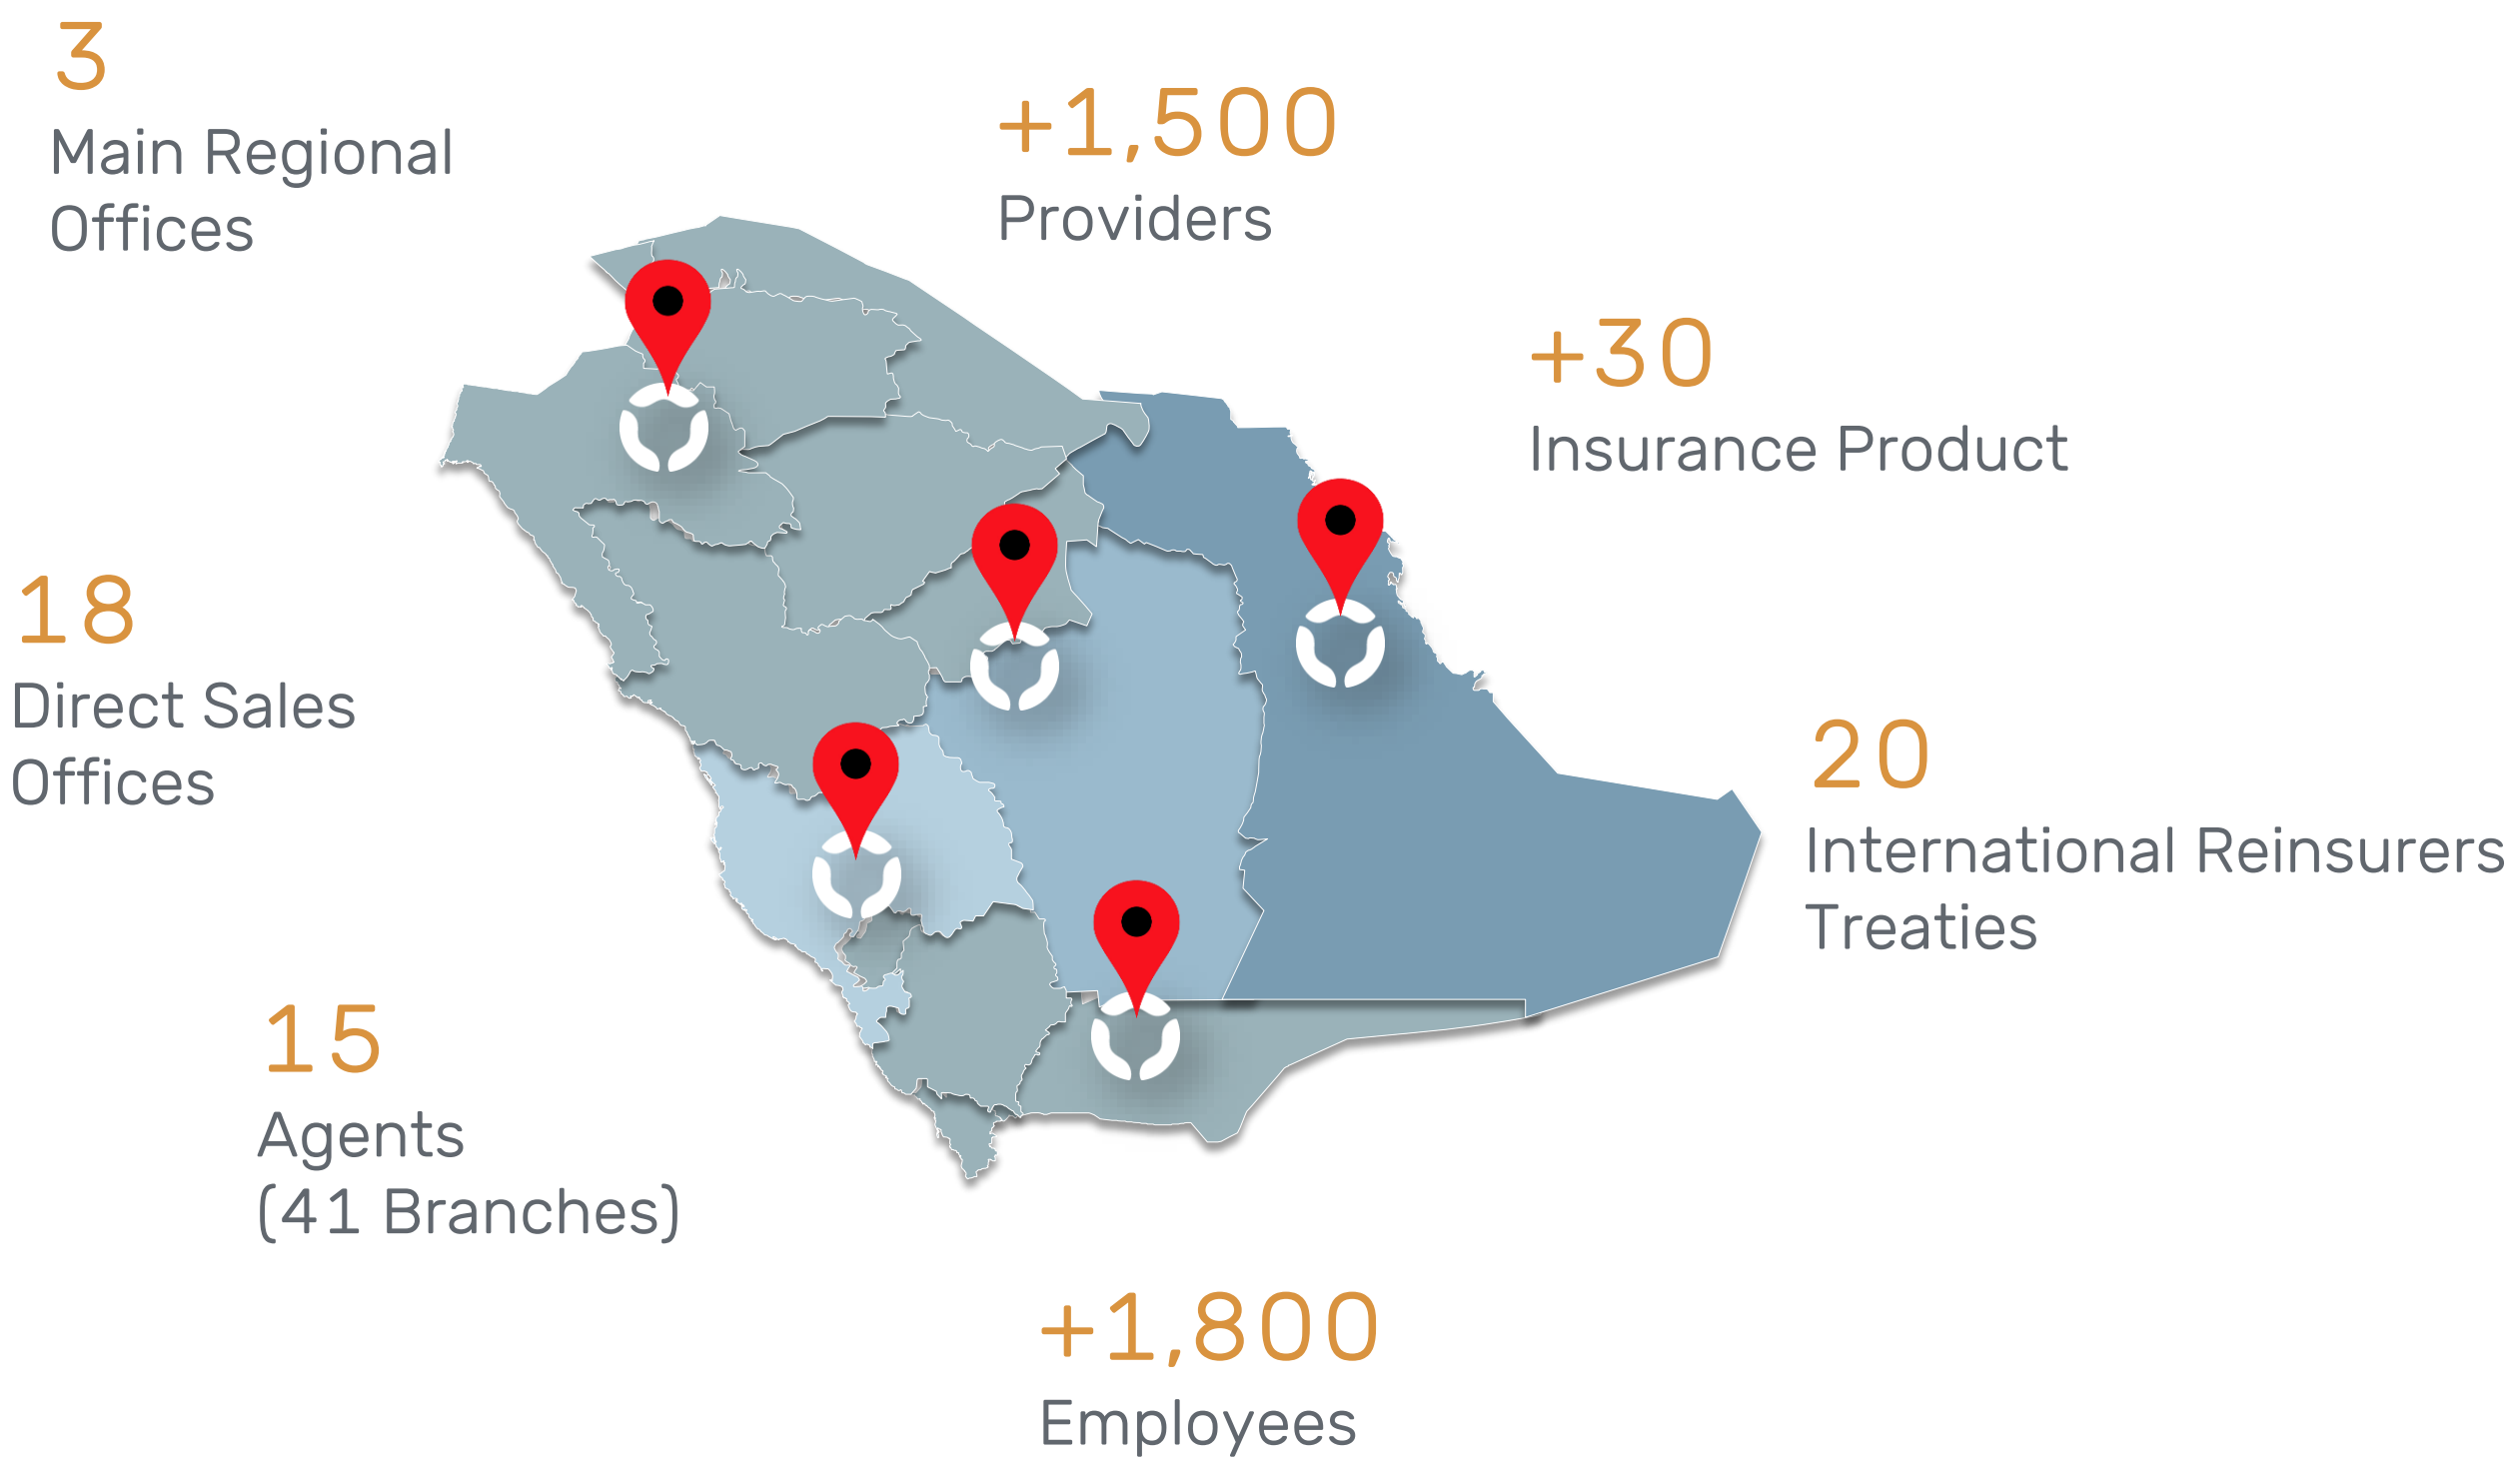 3
Main Regional
Offices
+1,500
Providers
+30
Insurance Product
18
Direct Sales
Offices
20
International Reinsurers
Treaties
15
Agents
(41 Branches)
+1,800
Employees